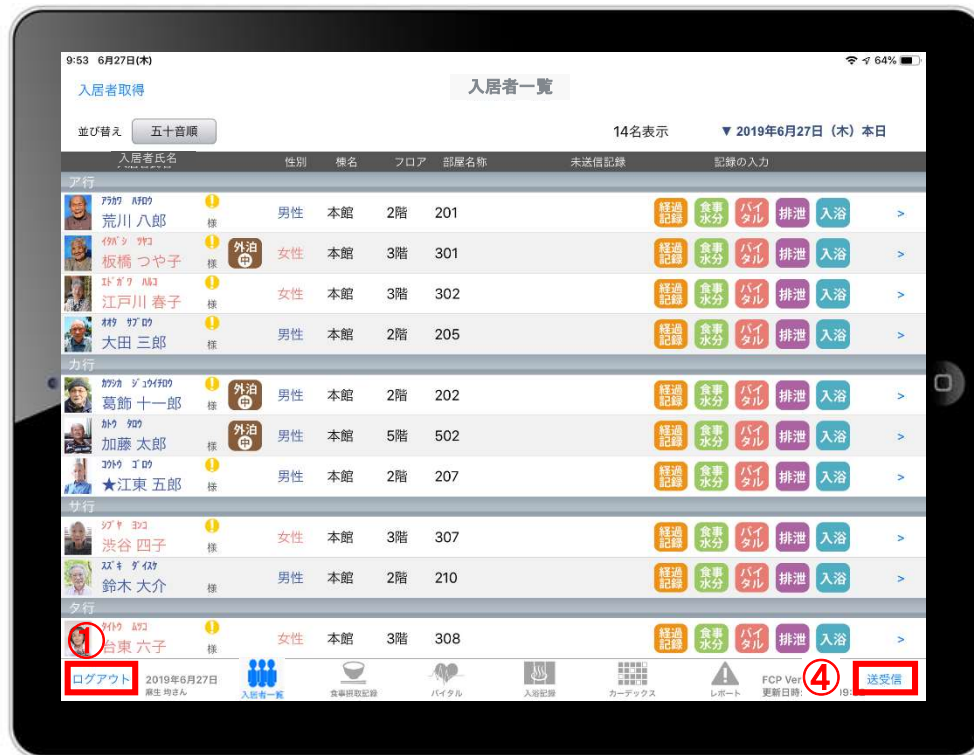 9:53 6月27日(木) 64%
入居者取得 入居者一覧
並び替え 五十音順 14名表示 ▼ 2019年6月27日（木）本日
入居者氏名 性別 棟名 フロア 部屋名称 未送信記録 記録の入力
ア行
アラカワ ハチロウ
荒川 八郎 様 男性 本館 2階 201 経過記録 食事水分 バイタル 排泄 入浴 >
イタバシ ツヤコ
板橋 つや子 様 外泊中 女性 本館 3階 301 経過記録 食事水分 バイタル 排泄 入浴 >
エドガワ ハルコ
江戸川 春子 様 女性 本館 3階 302 経過記録 食事水分 バイタル 排泄 入浴 >
オオタ サブロウ
大田 三郎 様 男性 本館 2階 205 経過記録 食事水分 バイタル 排泄 入浴 >
カ行
カツシカ ジュウイチロウ
葛飾 十一郎 様 外泊中 男性 本館 2階 202 経過記録 食事水分 バイタル 排泄 入浴 >
カトウ タロウ
加藤 太郎 様 外泊中 男性 本館 5階 502 経過記録 食事水分 バイタル 排泄 入浴 >
コウトウ ゴロウ
★江東 五郎 様 男性 本館 2階 207 経過記録 食事水分 バイタル 排泄 入浴 >
サ行
シブヤ ヨンコ
渋谷 四子 様 女性 本館 3階 307 経過記録 食事水分 バイタル 排泄 入浴 >
スズキ ダイスケ
鈴木 大介 様 男性 本館 2階 210 経過記録 食事水分 バイタル 排泄 入浴 >
タ行
タイトウ ムツコ
① 台東 六子 様 女性 本館 3階 308 経過記録 食事水分 バイタル 排泄 入浴 >
ログアウト 2019年6月27日 FCP Ver ④ 送受信
麻生 均さん 入居者一覧 食事摂取記録 バイタル 入浴記録 カーデックス レポート 更新日時: